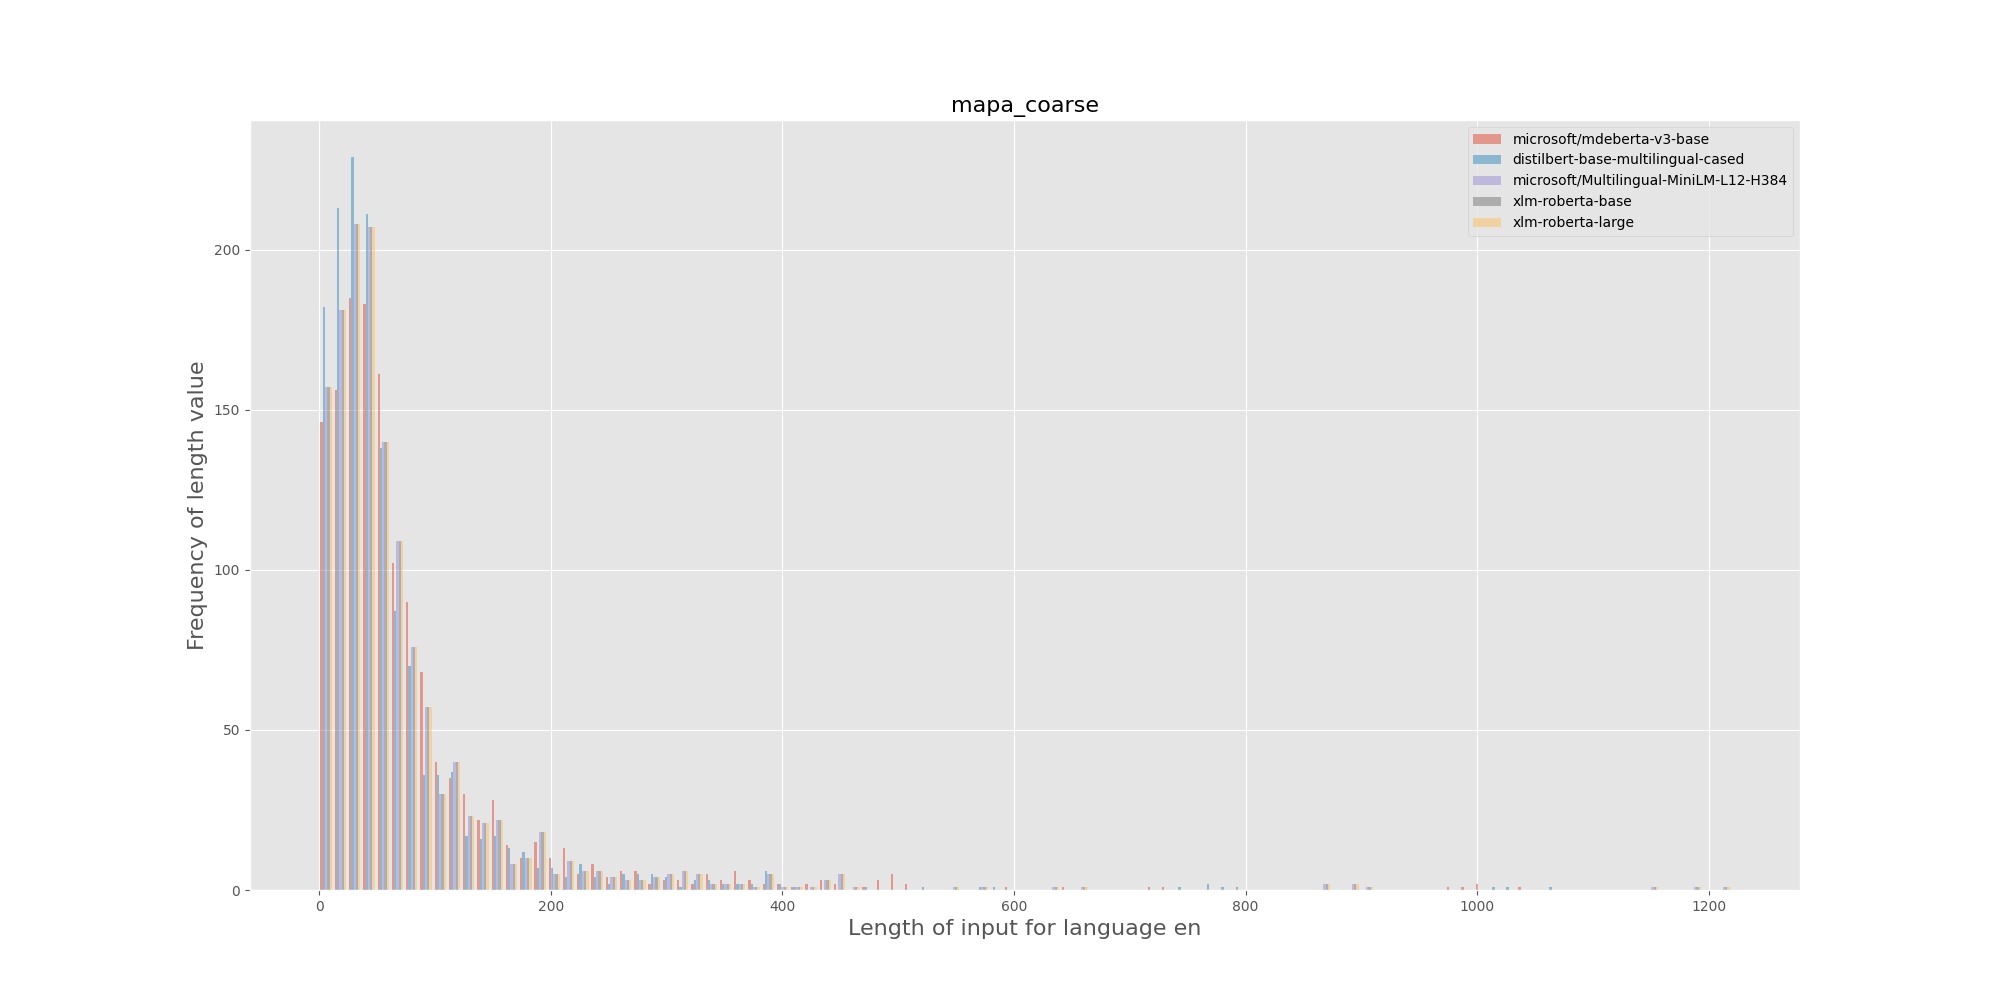 mapa_coarse
microsoft/mdeberta-v3-base
distilbert-base-multilingual-cased
microsoft/Multilingual-MiniLM-L12-H384
xlm-roberta-base
xlm-roberta-large
Frequency of length value
200
150
100
50
0
0 200 400 600 800 1000 1200
Length of input for language en